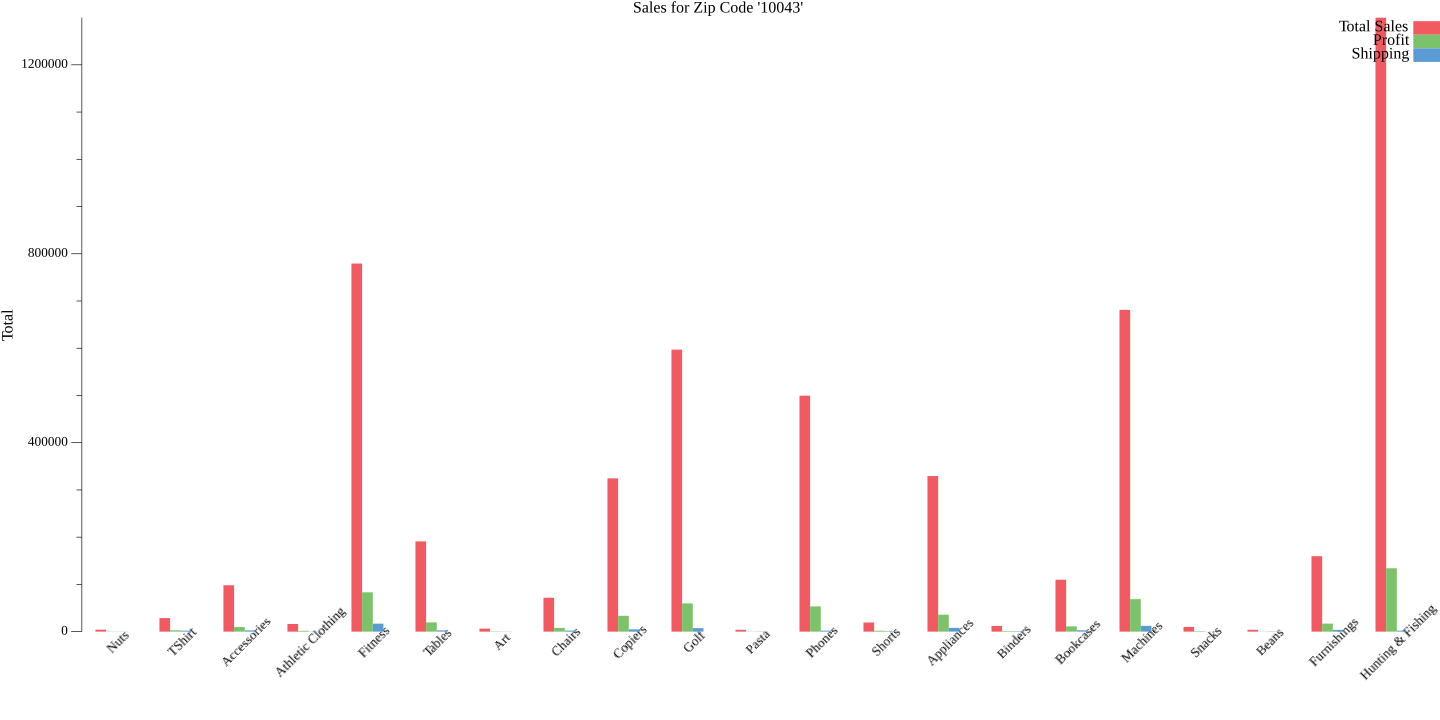 Sales for Zip Code '10043'
Total Sales
Profit
Shipping
1200000
800000
400000
0
Total
Nuts
TShirt
Accessories
Athletic Clothing
Fitness
Tables
Art
Chairs
Copiers
Golf
Pasta
Phones
Shorts
Appliances
Binders
Bookcases
Machines
Snacks
Beans
Furnishings
Hunting & Fishing